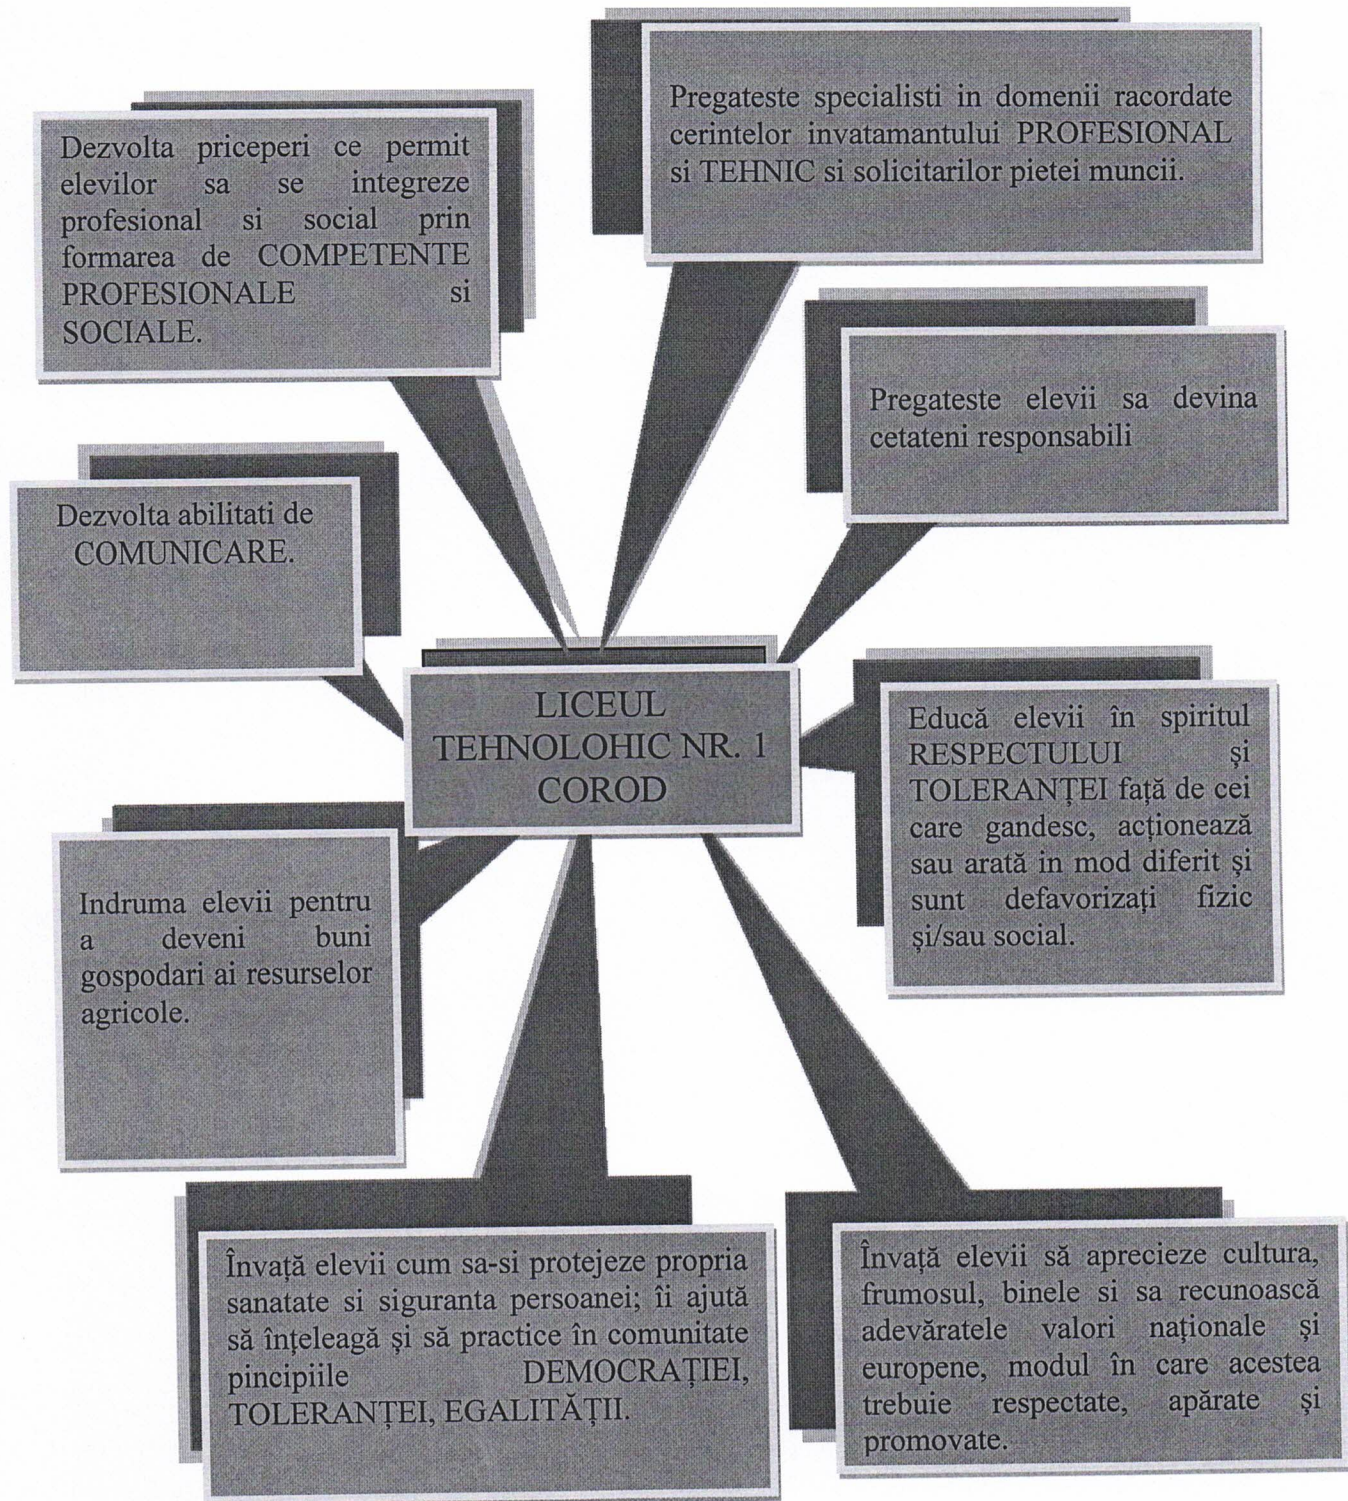 Pregateste specialisti in domenii racordate
cerintelor invatamantului PROFESIONAL
si TEHNIC si solicitarilor pietei muncii.
Dezvolta priceperi ce permit
elevilor sa se integreze
profesional si social prin
formarea de COMPETENTE
PROFESIONALE si
SOCIALE.
Pregateste elevii sa devina
cetateni responsabili
Dezvolta abilitati de
COMUNICARE.
LICEUL
TEHNOLOHIC NR. 1
COROD
Educă elevii în spiritul
RESPECTULUI şi
TOLERANŢEI faţă de cei
care gandesc, acţionează
sau arată in mod diferit şi
sunt defavorizaţi fizic
şi/sau social.
Indruma elevii pentru
a deveni buni
gospodari ai resurselor
agricole.
Învaţă elevii cum sa-si protejeze propria
sanatate si siguranta persoanei; îi ajută
să înţeleagă şi să practice în comunitate
pincipiile DEMOCRAŢIEI,
TOLERANŢEI, EGALITĂŢII.
Învaţă elevii să aprecieze cultura,
frumosul, binele si sa recunoască
adevăratele valori naţionale şi
europene, modul în care acestea
trebuie respectate, apărate şi
promovate.